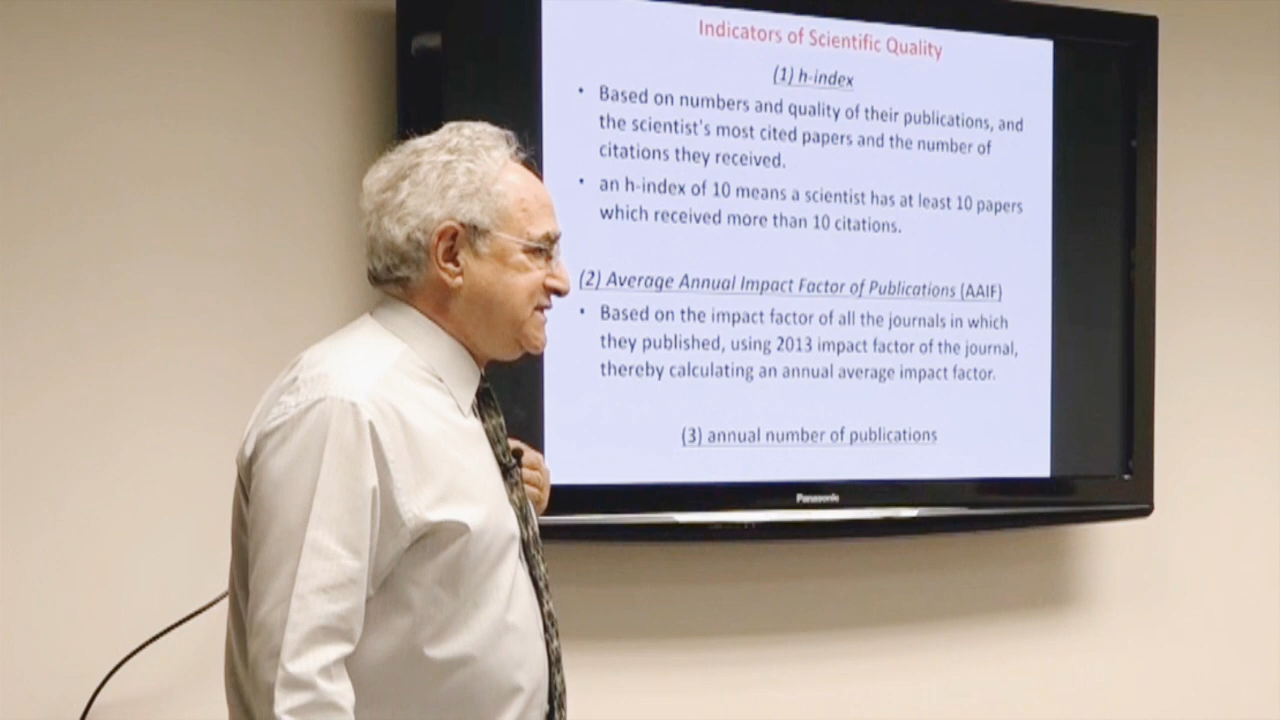 Indicators of Scientific Quality
(1) h-index
• Based on numbers and quality of their publications, and
the scientist's most cited papers and the number of
citations they received.
• an h-index of 10 means a scientist has at least 10 papers
which received more than 10 citations.
(2) Average Annual Impact Factor of Publications (AAIF)
• Based on the impact factor of all the journals in which
they published, using 2013 impact factor of the journal,
thereby calculating an annual average impact factor.
(3) annual number of publications
Panasonic